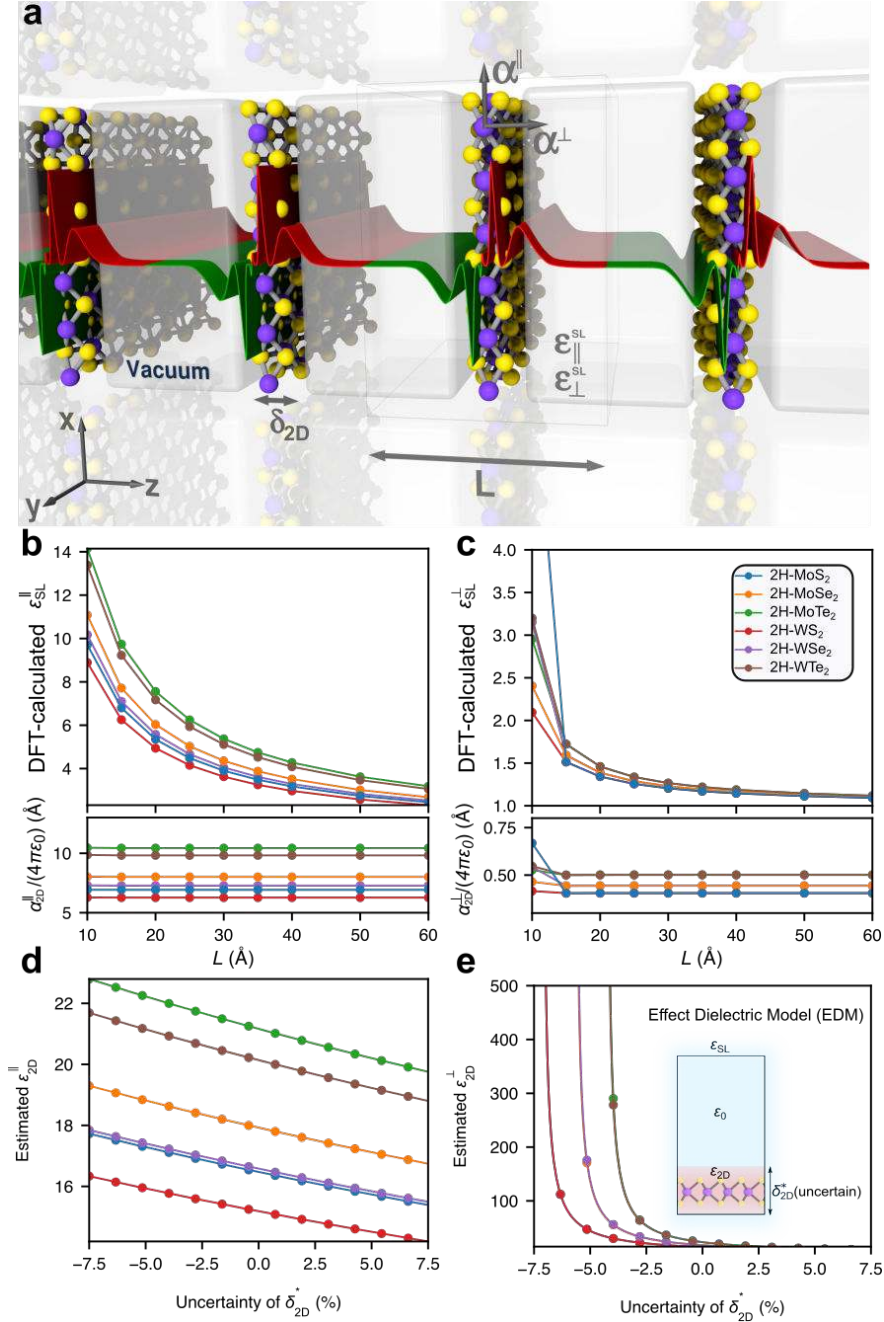 a
α∥
α⊥
Vacuum
δ2D
ε∥SL
ε⊥SL
L
x
y
z
b
DFT-calculated ε∥SL
14
12
10
8
6
4
α∥2D/(4πε0) (Å)
10
5
10 20 30 40 50 60
L (Å)
c
DFT-calculated ε⊥SL
4.0
3.5
3.0
2.5
2.0
1.5
1.0
2H-MoS2
2H-MoSe2
2H-MoTe2
2H-WS2
2H-WSe2
2H-WTe2
α⊥2D/(4πε0) (Å)
0.75
0.50
10 20 30 40 50 60
L (Å)
d
Estimated ε∥2D
22
20
18
16
−7.5 −5.0 −2.5 0.0 2.5 5.0 7.5
Uncertainty of δ*2D (%)
e
Estimated ε⊥2D
500
400
300
200
100
Effect Dielectric Model (EDM)
εSL
ε0
ε2D
δ*2D(uncertain)
−7.5 −5.0 −2.5 0.0 2.5 5.0 7.5
Uncertainty of δ*2D (%)